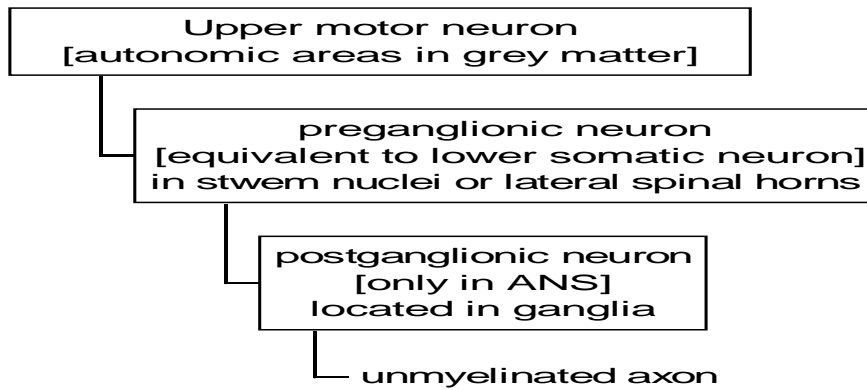 Upper motor neuron
[autonomic areas in grey matter]
preganglionic neuron
[equivalent to lower somatic neuron]
in stwem nuclei or lateral spinal horns
postganglionic neuron
[only in ANS]
located in ganglia
unmyelinated axon